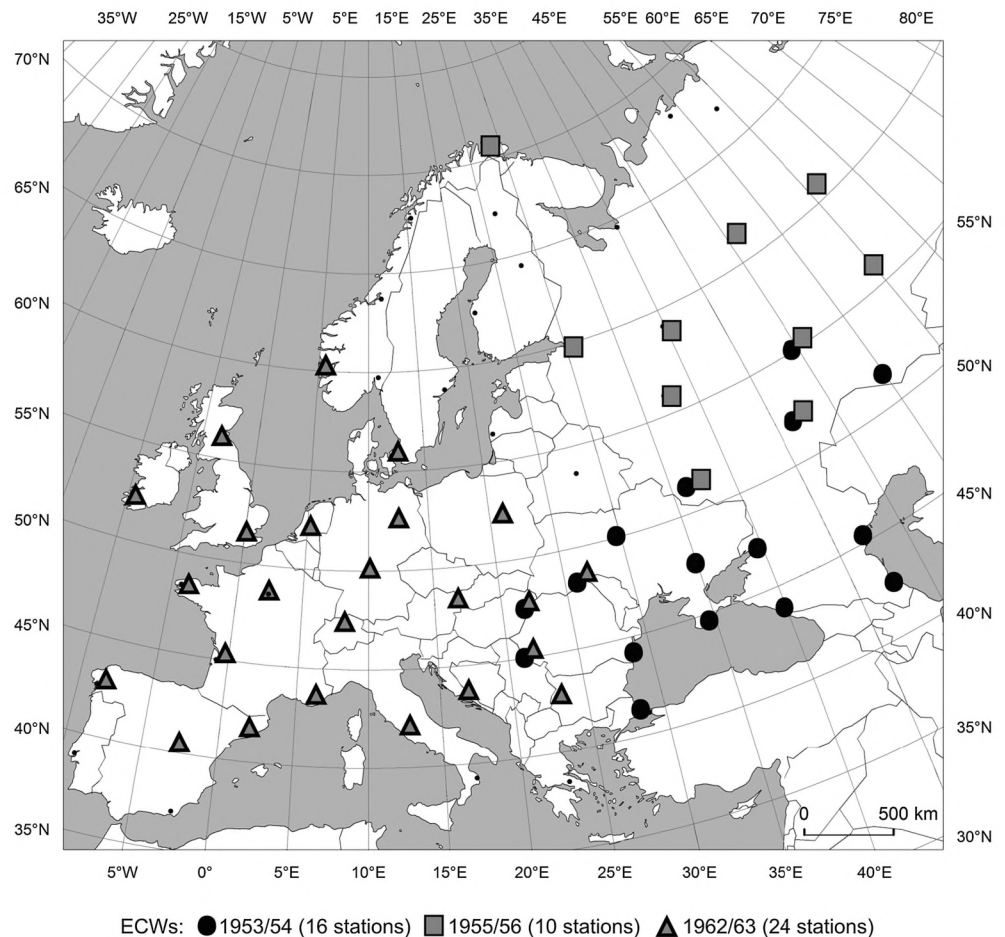 35°W 25°W 15°W 5°W 5°E 15°E 25°E 35°E 45°E 55°E 60°E 65°E 70°E 75°E 80°E
70°N
65°N
55°N
60°N
50°N
55°N
45°N
50°N
40°N
45°N
35°N
40°N
0 500 km
35°N
30°N
5°W 0° 5°E 10°E 15°E 20°E 25°E 30°E 35°E 40°E
ECWs: 1953/54 (16 stations) 1955/56 (10 stations) 1962/63 (24 stations)